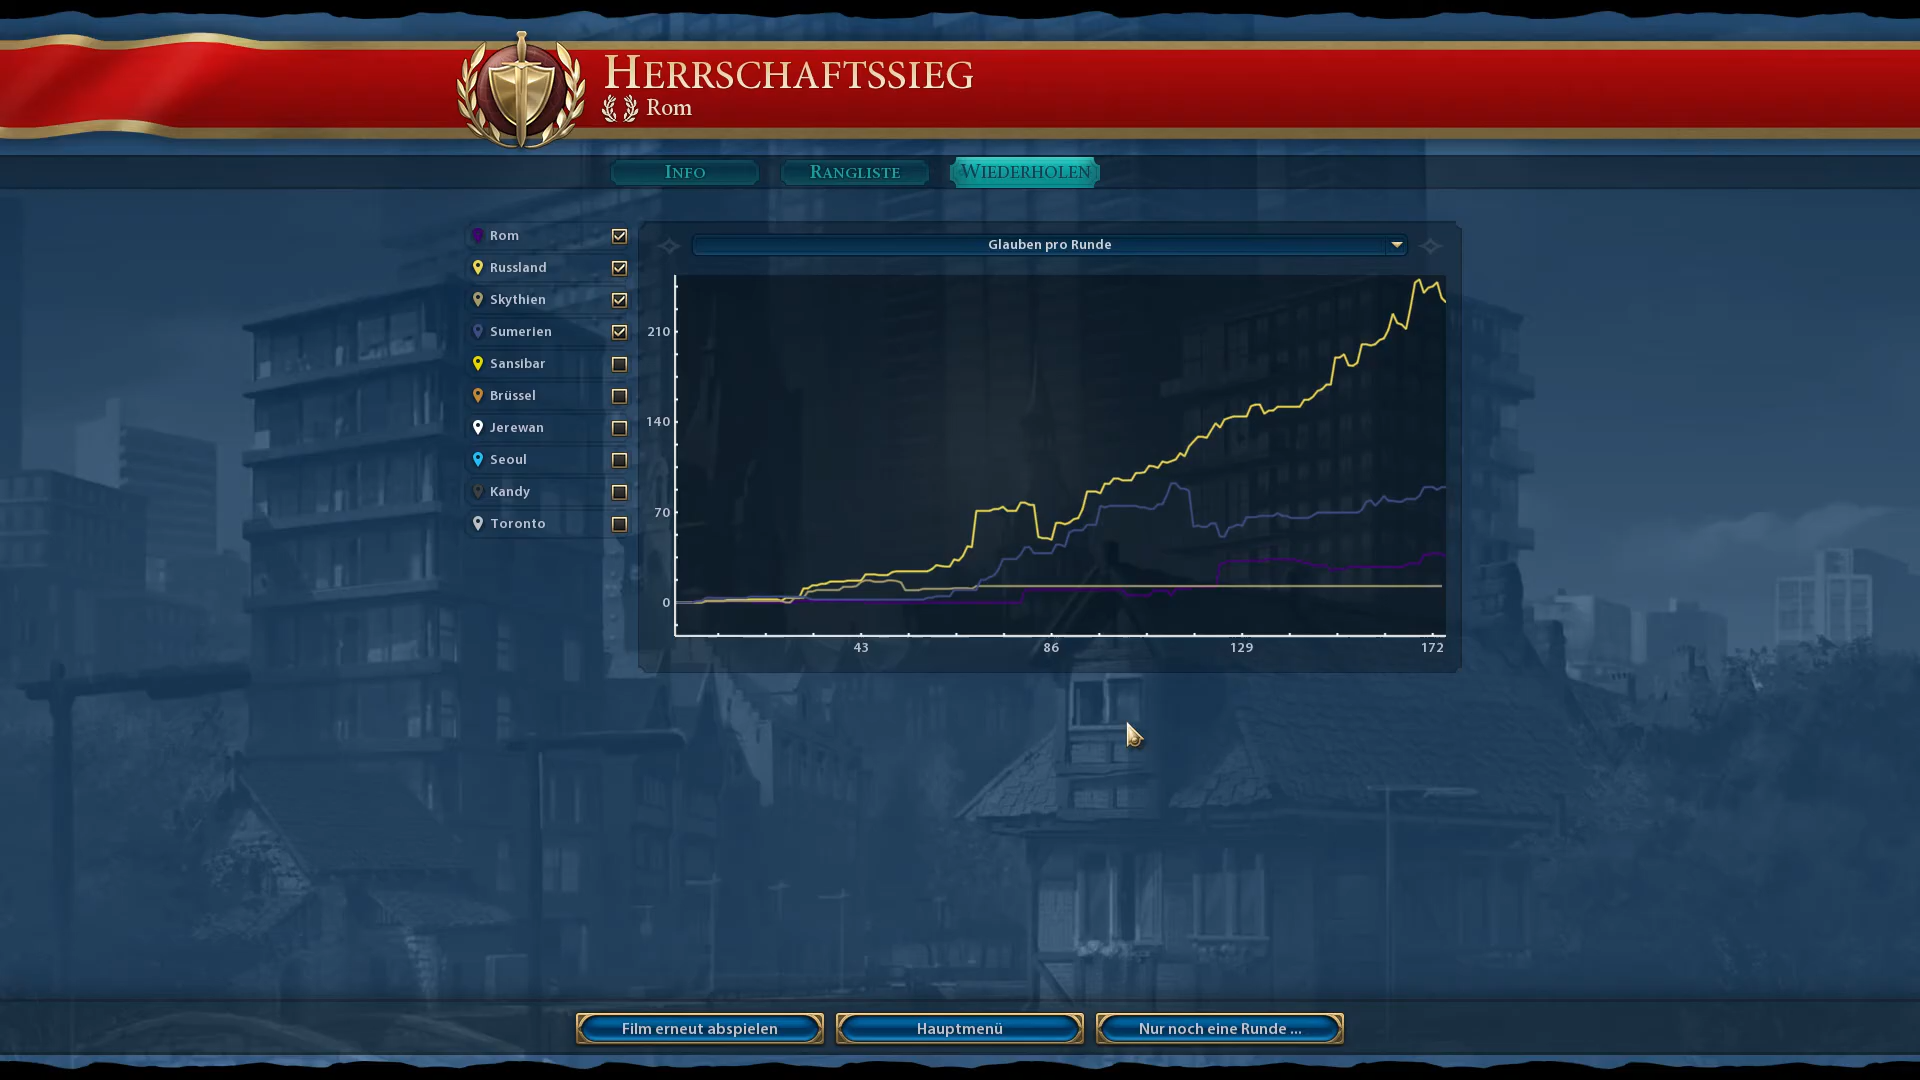 HERRSCHAFTSSIEG
Rom
INFO
RANGLISTE
WIEDERHOLEN
Rom
Russland
Skythien
Sumerien
Sansibar
Brüssel
Jerewan
Seoul
Kandy
Toronto
Glauben pro Runde
210
140
70
0
43
86
129
172
Film erneut abspielen
Hauptmenü
Nur noch eine Runde ...